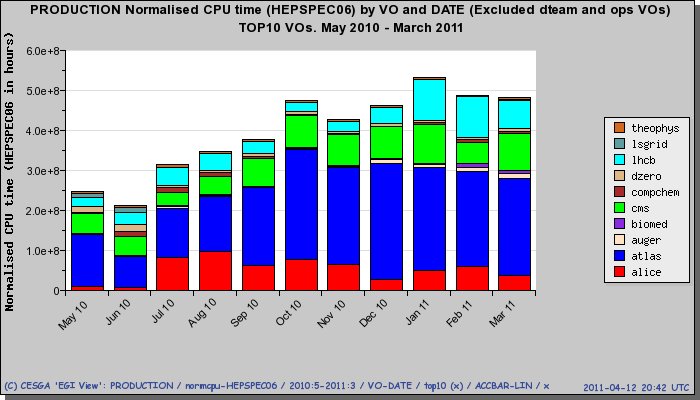 PRODUCTION Normalised CPU time (HEPSPEC06) by VO and DATE (Excluded dteam and ops VOs)
TOP10 VOs. May 2010 - March 2011
Normalised CPU time (HEPSPEC06 in hours)
6.0e+8
5.0e+8
4.0e+8
3.0e+8
2.0e+8
1.0e+8
0
May 10
Jun 10
Jul 10
Aug 10
Sep 10
Oct 10
Nov 10
Dec 10
Jan 11
Feb 11
Mar 11
theophys
lsgrid
lhcb
dzero
compchem
cms
biomed
auger
atlas
alice
(C) CESGA 'EGI View': PRODUCTION / normcpu-HEPSPEC06 / 2010:5-2011:3 / VO-DATE / top10 (x) / ACCBAR-LIN / x
2011-04-12 20:42 UTC